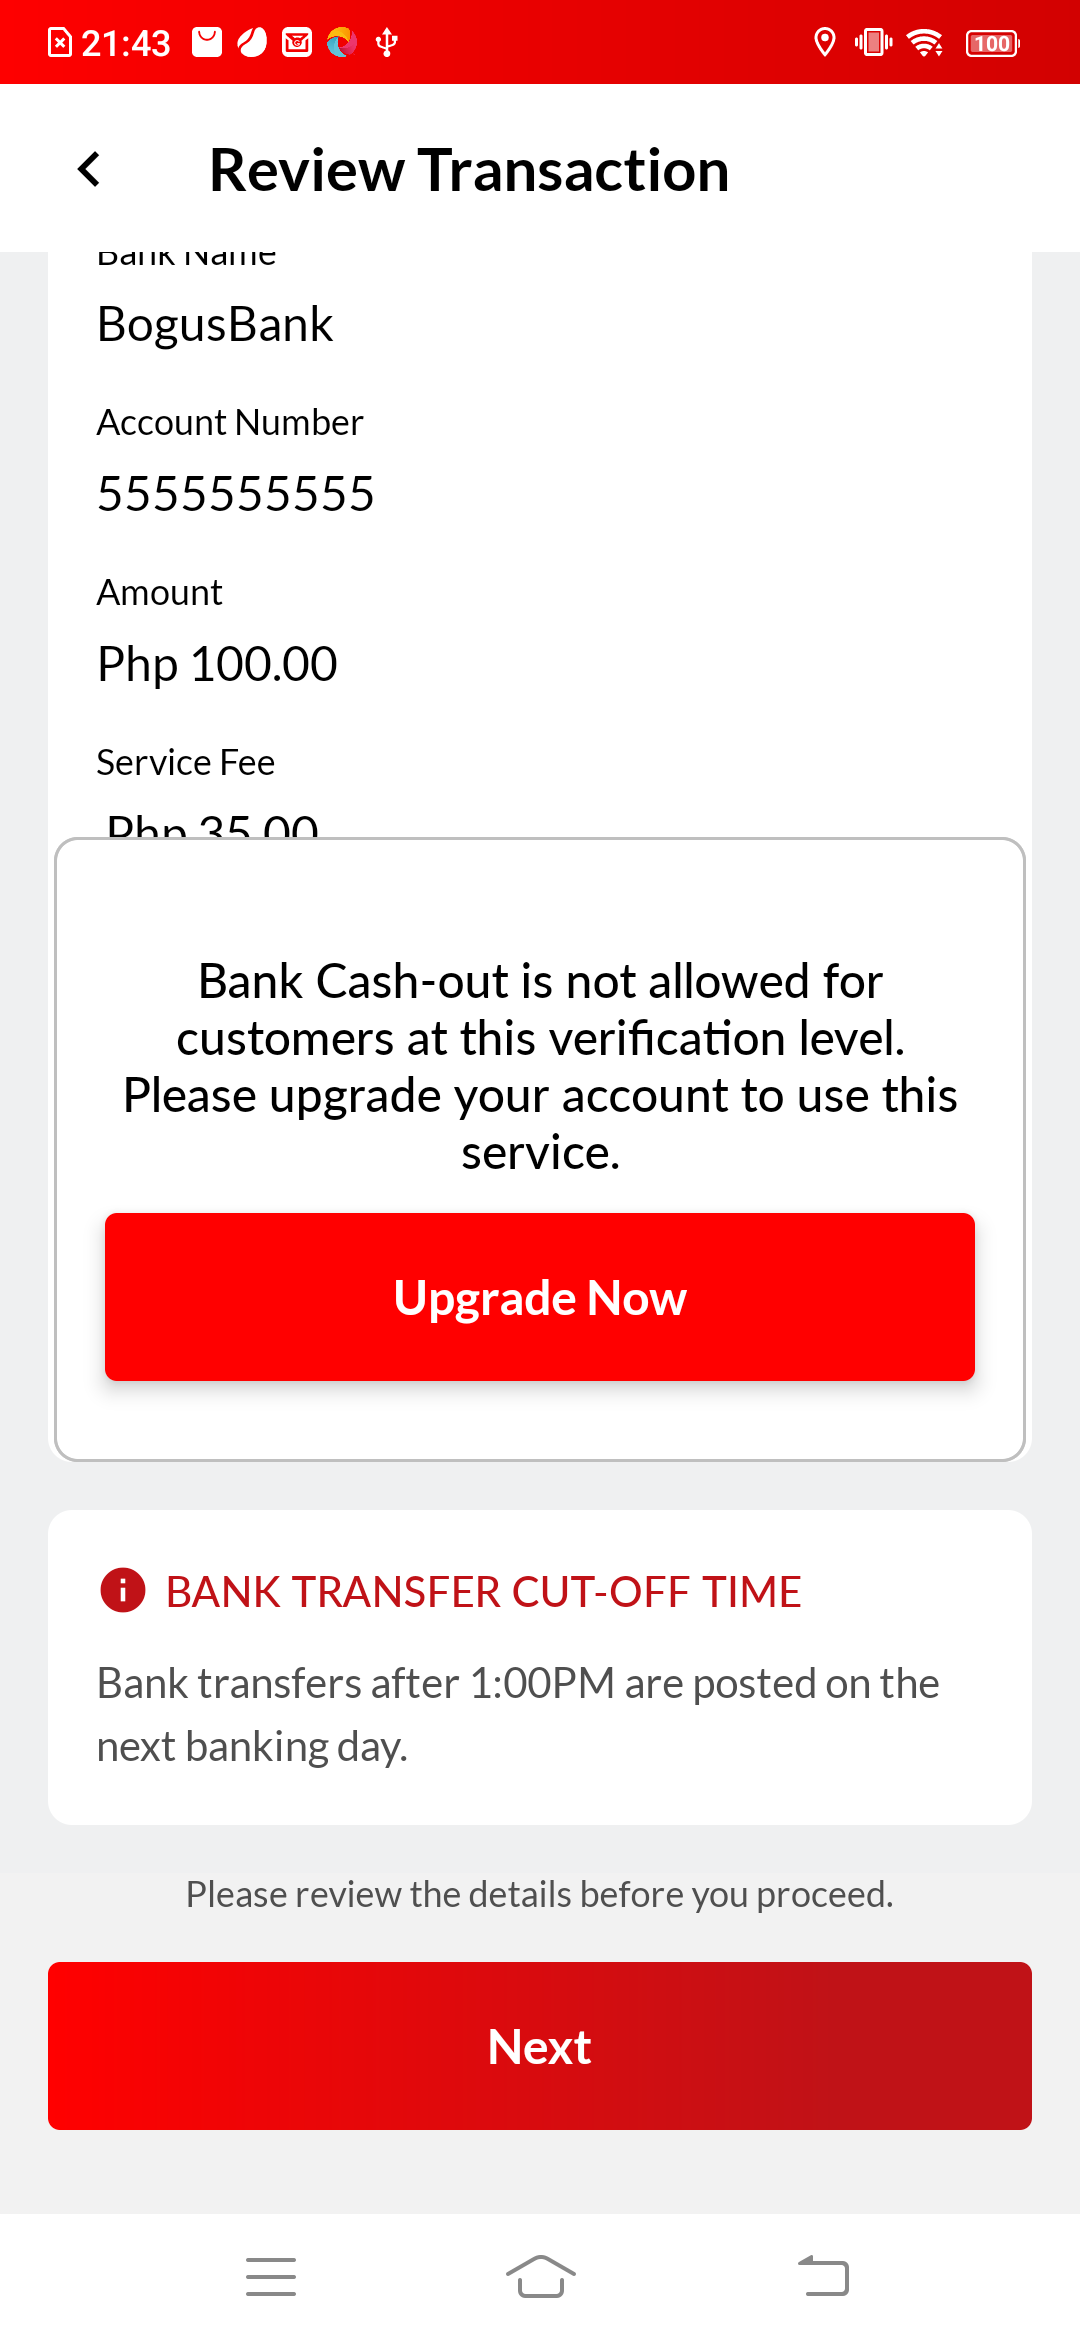 21:43
100
Review Transaction
Bank Name
BogusBank
Account Number
5555555555
Amount
Php 100.00
Service Fee
Php 35.00
Bank Cash-out is not allowed for
customers at this verification level.
Please upgrade your account to use this
service.
Upgrade Now
BANK TRANSFER CUT-OFF TIME
Bank transfers after 1:00PM are posted on the
next banking day.
Please review the details before you proceed.
Next